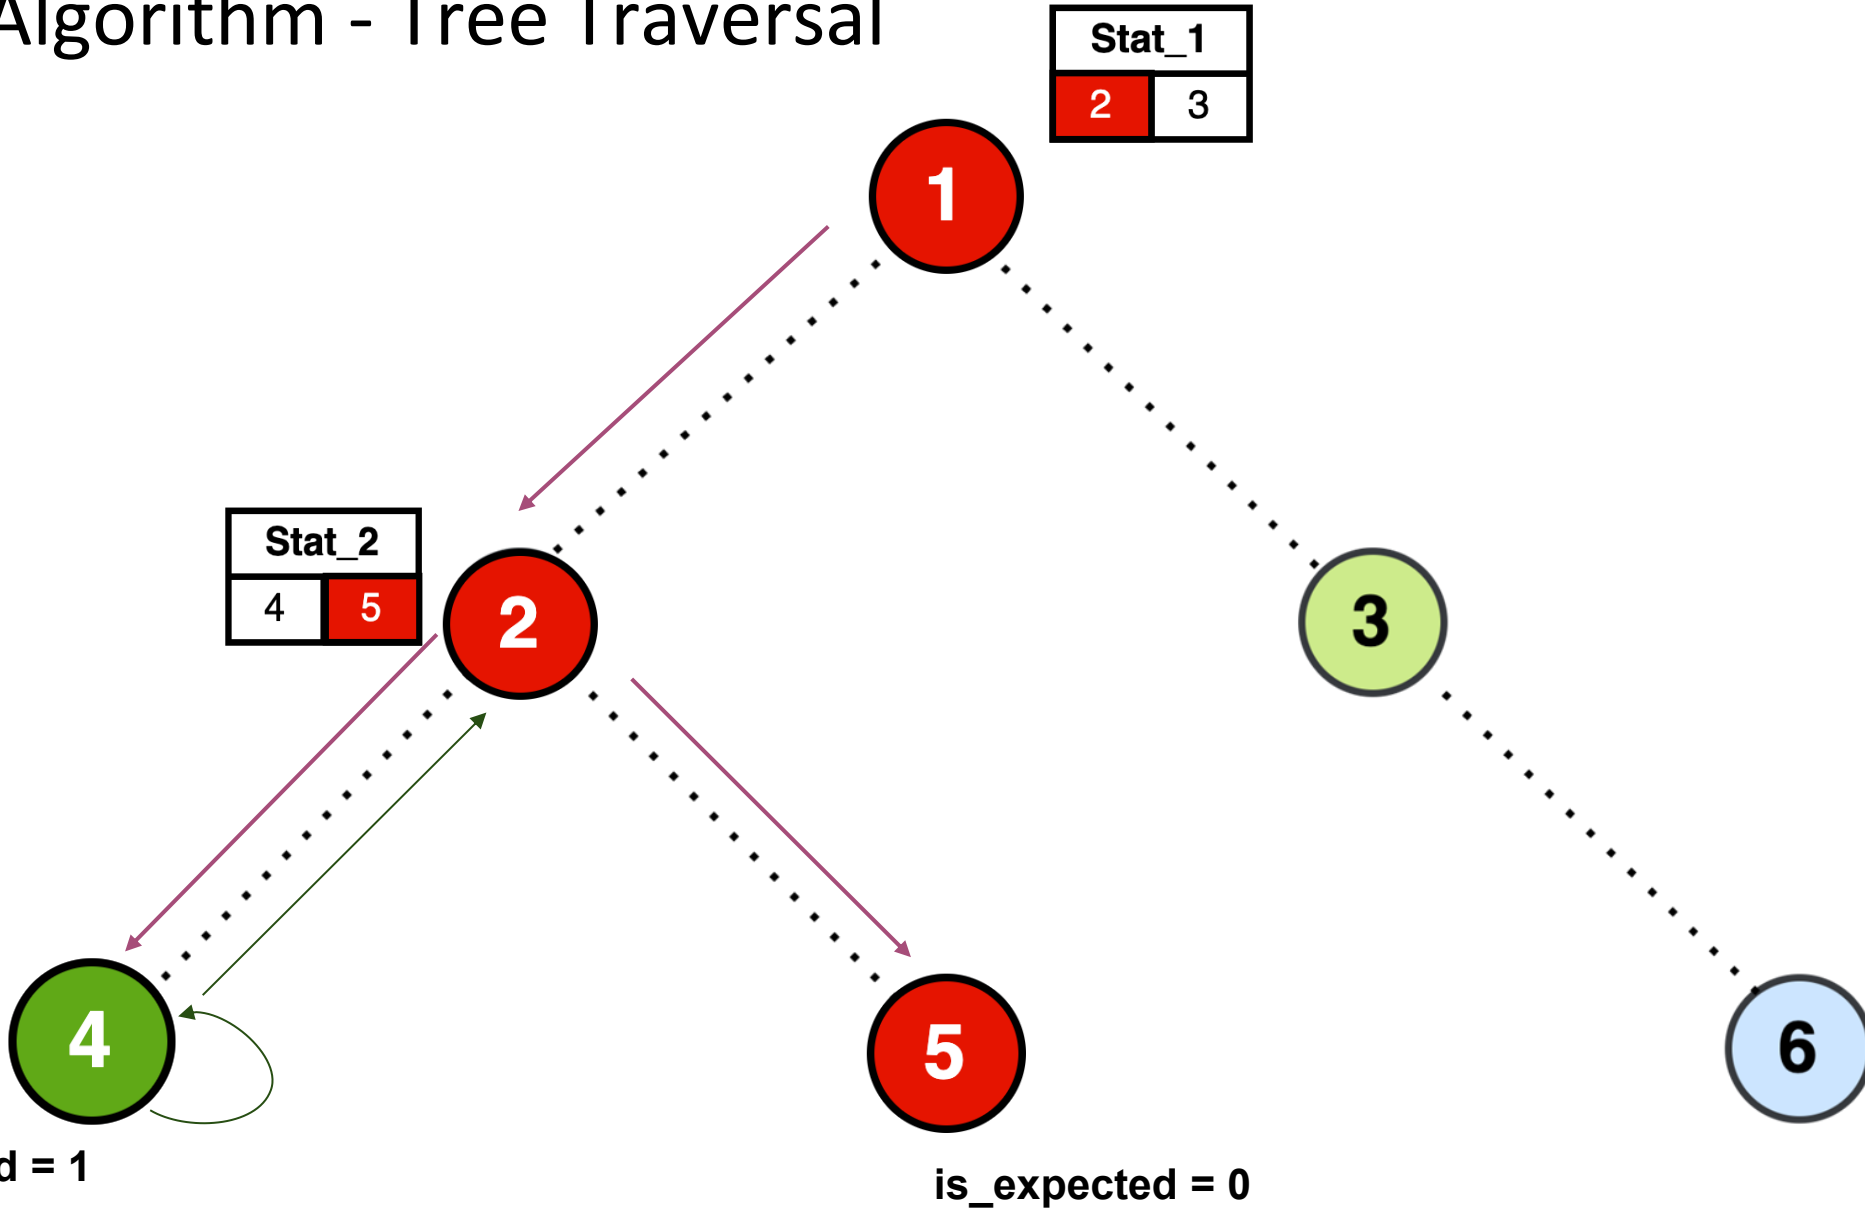 Algorithm - Tree Traversal
Stat_1
2 3
1
Stat_2
4 5
2
3
4
5
6
d = 1
is_expected = 0